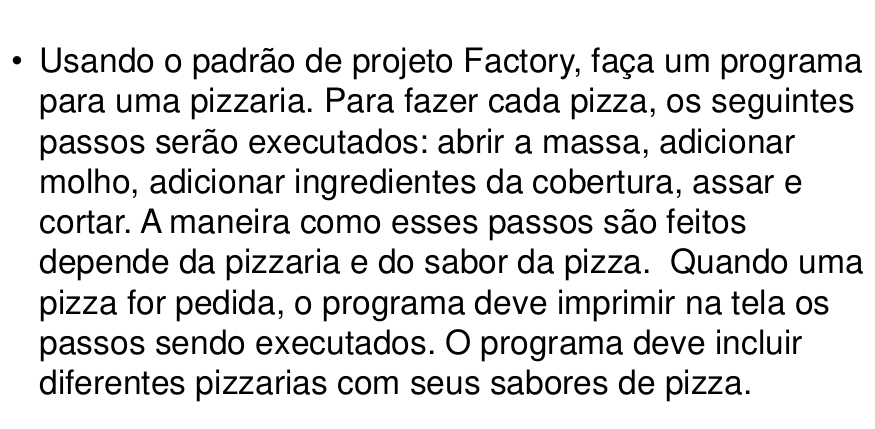 • Usando o padrão de projeto Factory, faça um programa
para uma pizzaria. Para fazer cada pizza, os seguintes
passos serão executados: abrir a massa, adicionar
molho, adicionar ingredientes da cobertura, assar e
cortar. A maneira como esses passos são feitos
depende da pizzaria e do sabor da pizza.  Quando uma
pizza for pedida, o programa deve imprimir na tela os
passos sendo executados. O programa deve incluir
diferentes pizzarias com seus sabores de pizza.